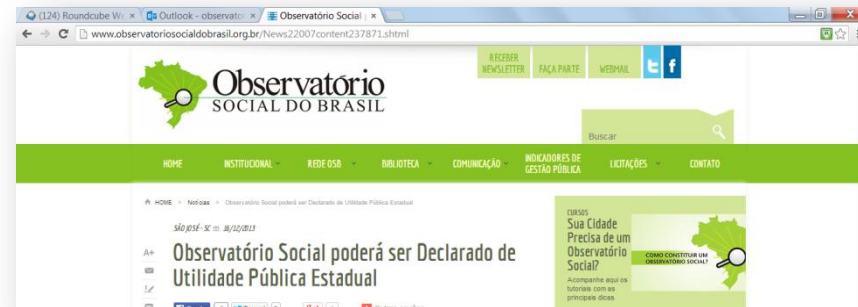 (124) Roundcube We
Outlook - observato
Observatório Social
www.observatoriosocialdobrasil.org.br/News22007content237871.shtml
RECEBER NEWSLETTER
FAÇA PARTE
WEBMAIL
Observatório
SOCIAL DO BRASIL
Buscar
HOME INSTITUCIONAL REDE OSB BIBLIOTECA COMUNICAÇÃO INDICADORES DE GESTÃO PÚBLICA LICITAÇÕES CONTATO
HOME > Notícias > Observatório Social poderá ser Declarado de Utilidade Pública Estadual
SÃO JOSÉ - SC 16/12/2013
A+
Observatório Social poderá ser Declarado de
Utilidade Pública Estadual
CURSOS
Sua Cidade
Precisa de um
Observatório
Social?
Acompanhe aqui os
tutoriais com as
principais dicas
COMO CONSTITUIR UM
OBSERVATÓRIO SOCIAL?